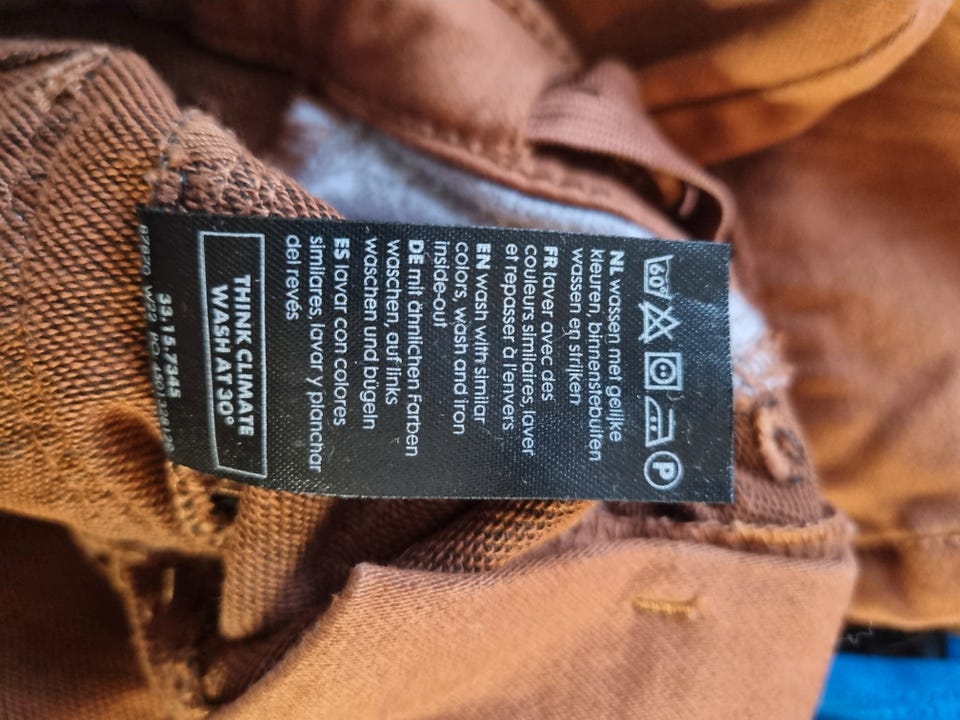 60
P
NL wassen met gelijke
kleuren, binnenstebuiten
wassen en strijken
FR laver avec des
couleurs similaires, laver
et repasser à l'envers
EN wash with similar
colors, wash and iron
inside-out
DE mit ähnlichen Farben
waschen, auf links
waschen und bügeln
ES lavar con colores
similares, lavar y planchar
del revés
THINK CLIMATE
WASH AT 30°
33.15.7345